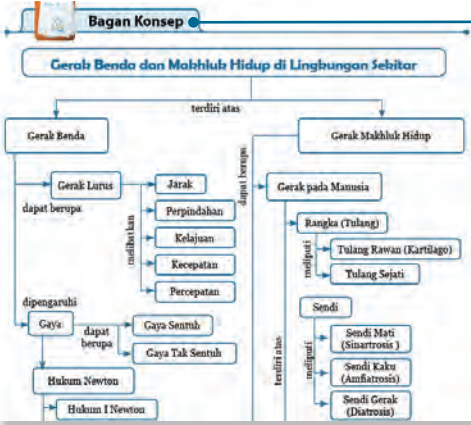 Bagan Konsep
Gerak Benda dan Makhluk Hidup di Lingkungan Sekitar
terdiri atas
Gerak Benda
Gerak Makhluk Hidup
dapat berupa
Gerak Lurus
melibatkan
Jarak
Perpindahan
Kelajuan
Kecepatan
Percepatan
dipengaruhi
Gaya
dapat
berupa
Gaya Sentuh
Gaya Tak Sentuh
Hukum Newton
Hukum I Newton
dapat berupa
Gerak pada Manusia
terdiri atas
Rangka (Tulang)
meliputi
Tulang Rawan (Kartilago)
Tulang Sejati
Sendi
meliputi
Sendi Mati
(Sinartrosis )
Sendi Kaku
(Amfiatrosis)
Sendi Gerak
(Diatrosis)